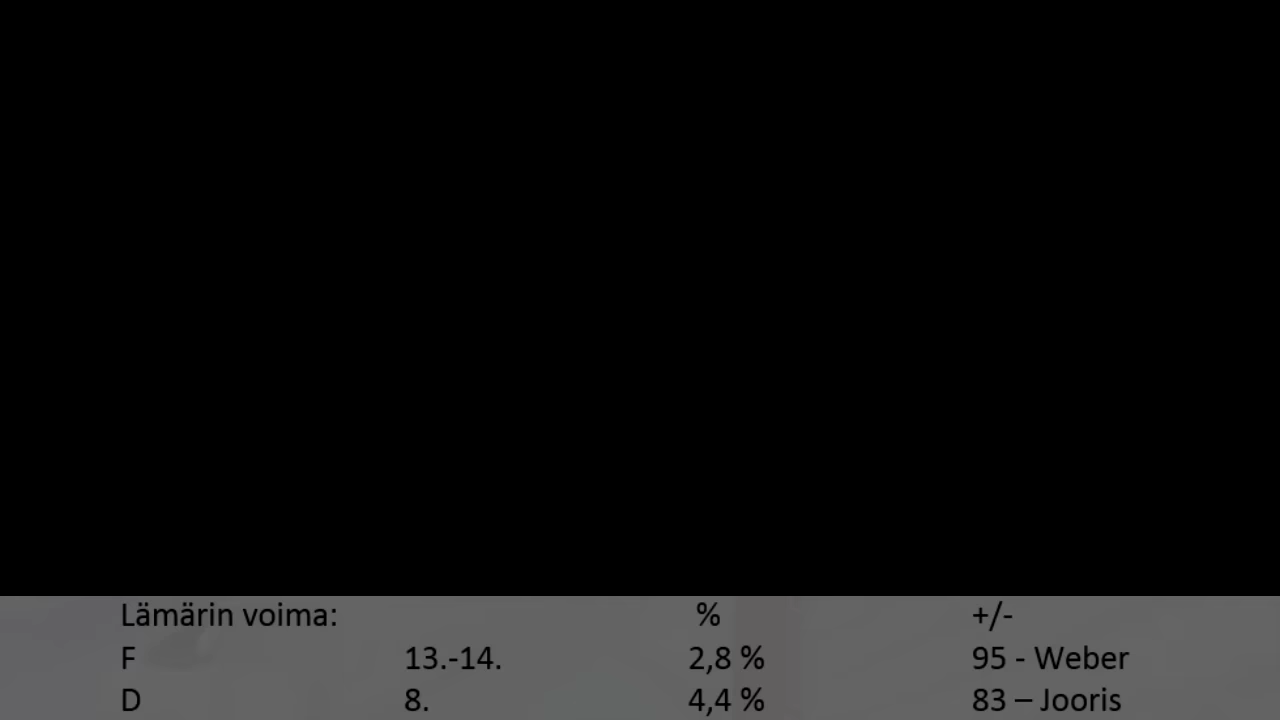 Lämärin voima: % +/-
F 13.-14. 2,8 % 95 - Weber
D 8. 4,4 % 83 – Jooris